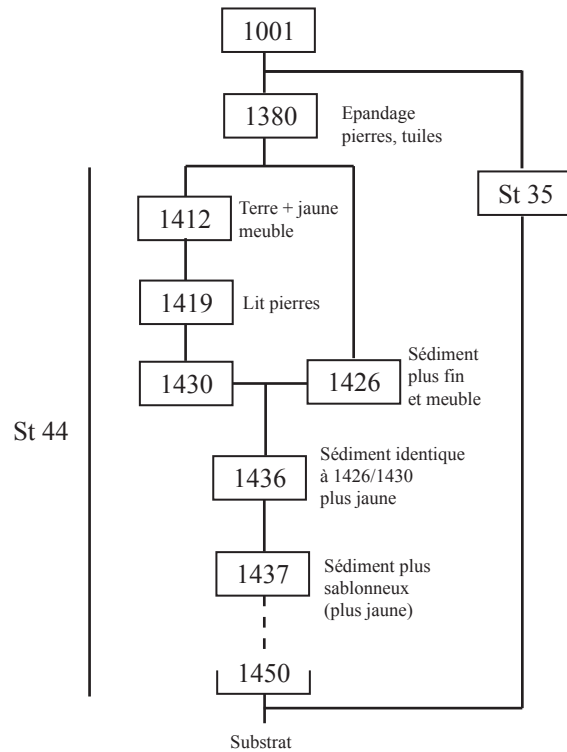 1001
1380
Epandage
pierres, tuiles
St 35
1412
Terre + jaune
meuble
1419
Lit pierres
1430
1426
Sédiment
plus fin
et meuble
St 44
1436
Sédiment identique
à 1426/1430
plus jaune
1437
Sédiment plus
sablonneux
(plus jaune)
1450
Substrat